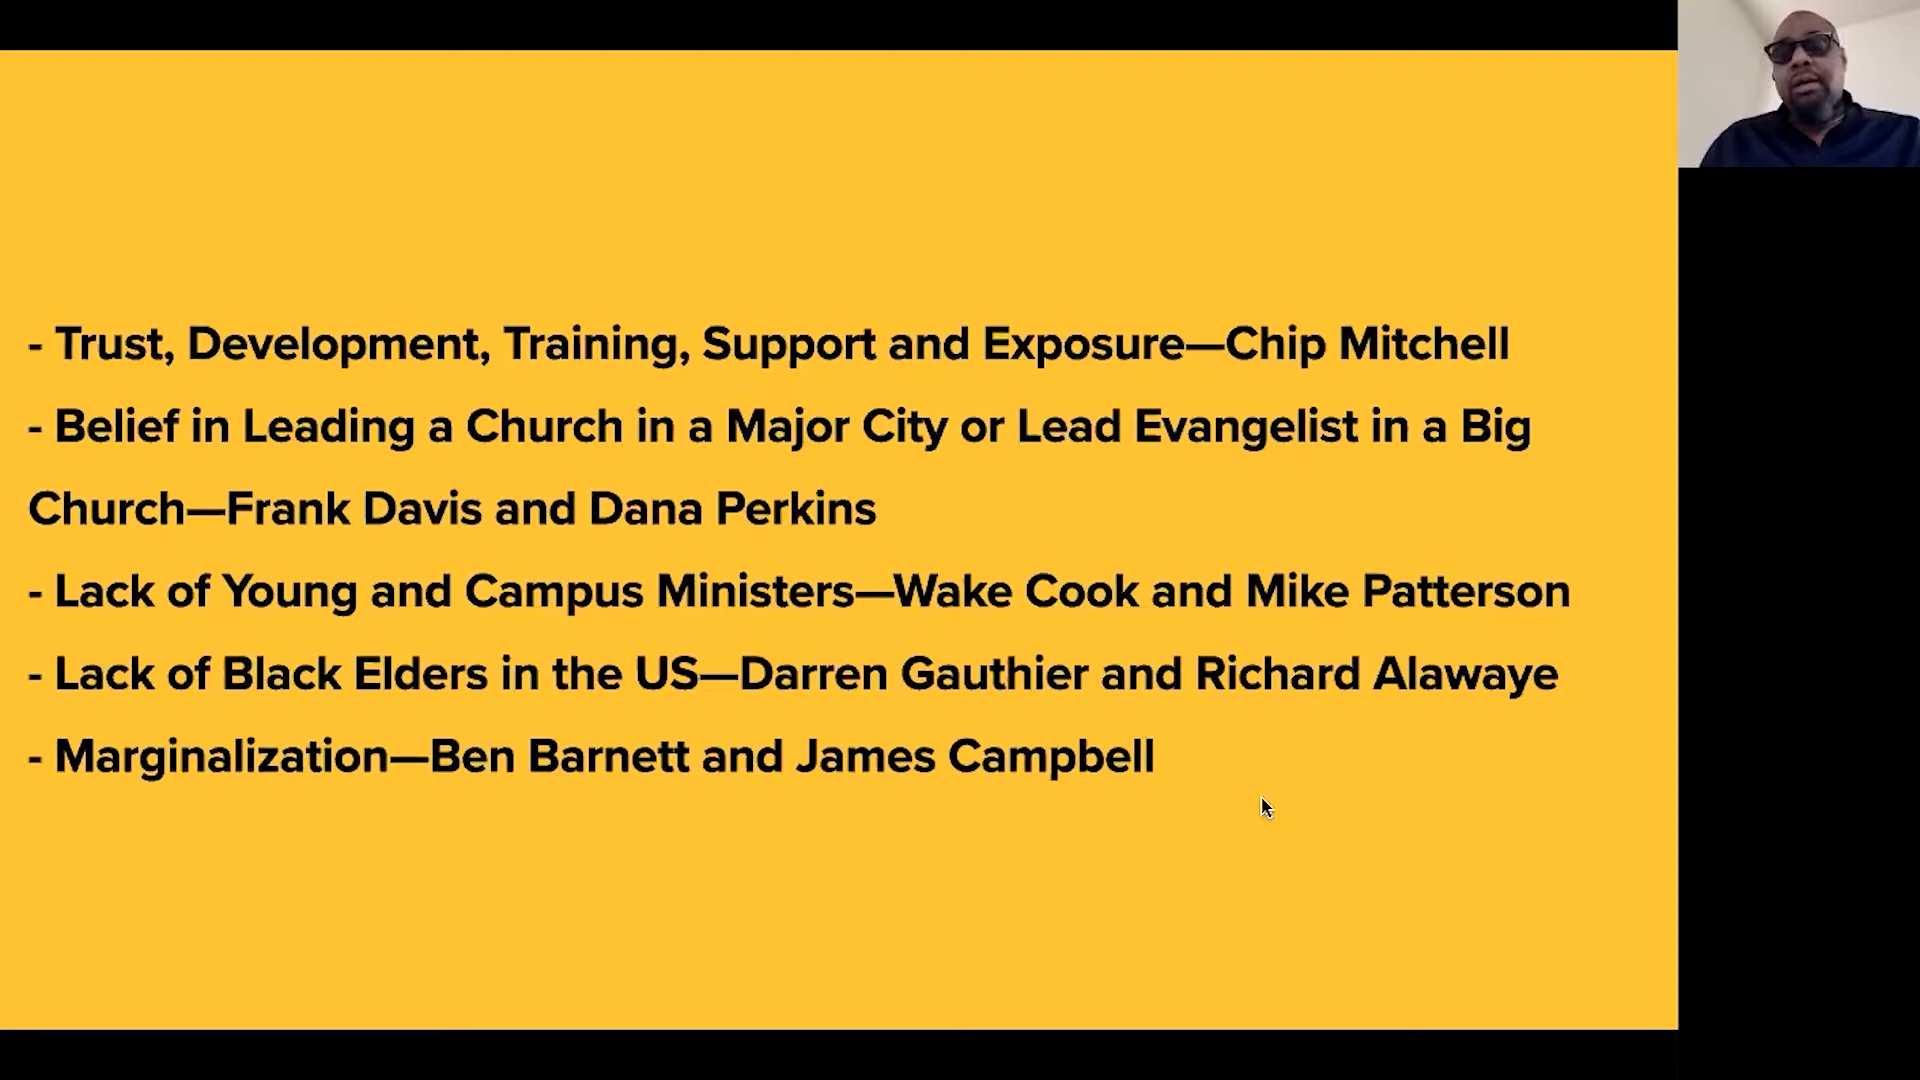 - Trust, Development, Training, Support and Exposure—Chip Mitchell
- Belief in Leading a Church in a Major City or Lead Evangelist in a Big
Church—Frank Davis and Dana Perkins
- Lack of Young and Campus Ministers—Wake Cook and Mike Patterson
- Lack of Black Elders in the US—Darren Gauthier and Richard Alawaye
- Marginalization—Ben Barnett and James Campbell